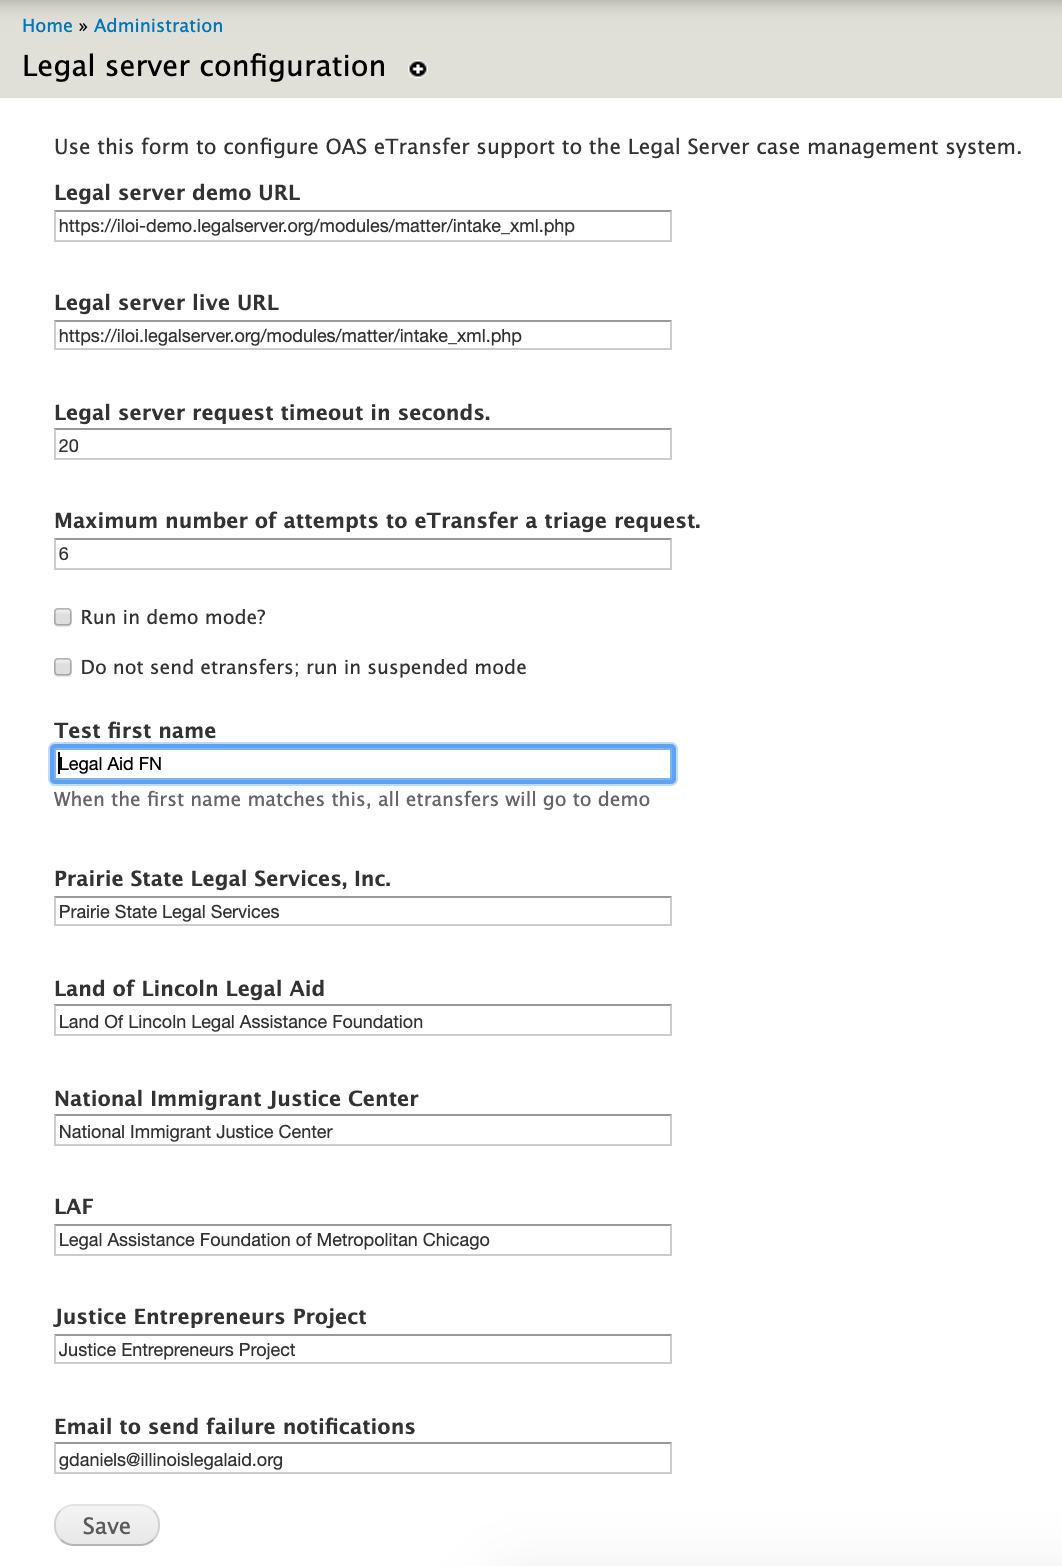 Home » Administration
Legal server configuration
Use this form to configure OAS eTransfer support to the Legal Server case management system.
Legal server demo URL
https://iloi-demo.legalserver.org/modules/matter/intake_xml.php
Legal server live URL
https://iloi.legalserver.org/modules/matter/intake_xml.php
Legal server request timeout in seconds.
20
Maximum number of attempts to eTransfer a triage request.
6
Run in demo mode?
Do not send etransfers; run in suspended mode
Test first name
Legal Aid FN
When the first name matches this, all etransfers will go to demo
Prairie State Legal Services, Inc.
Prairie State Legal Services
Land of Lincoln Legal Aid
Land Of Lincoln Legal Assistance Foundation
National Immigrant Justice Center
National Immigrant Justice Center
LAF
Legal Assistance Foundation of Metropolitan Chicago
Justice Entrepreneurs Project
Justice Entrepreneurs Project
Email to send failure notifications
gdaniels@illinoislegalaid.org
Save